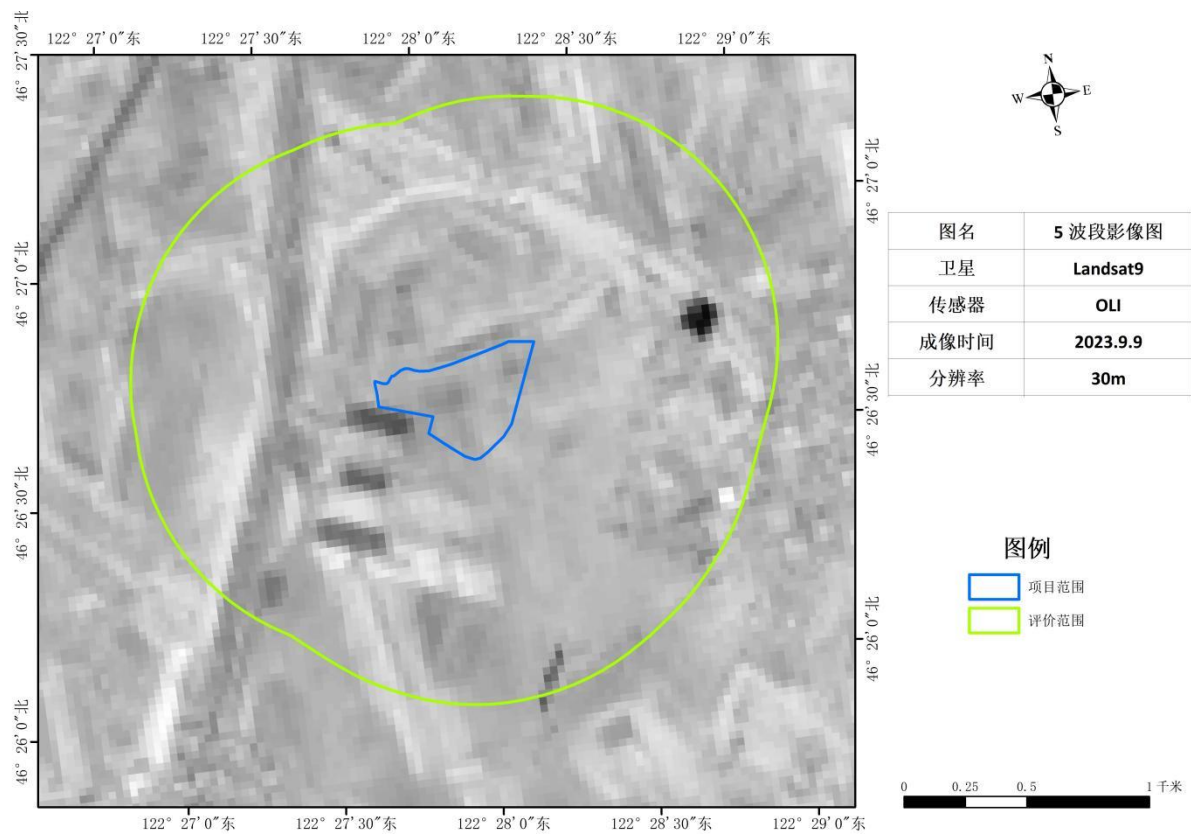 122° 27′ 0″东 122° 27′ 30″东 122° 28′ 0″东 122° 28′ 30″东 122° 29′ 0″东
46° 27′ 30″北
46° 27′ 0″北
46° 26′ 30″北
46° 26′ 0″北
46° 27′ 0″北
46° 26′ 30″北
46° 26′ 0″北
122° 27′ 0″东 122° 27′ 30″东 122° 28′ 0″东 122° 28′ 30″东 122° 29′ 0″东
N
W E
S
图名 5 波段影像图
卫星 Landsat9
传感器 OLI
成像时间 2023.9.9
分辨率 30m
图例
项目范围
评价范围
0 0.25 0.5 1 千米